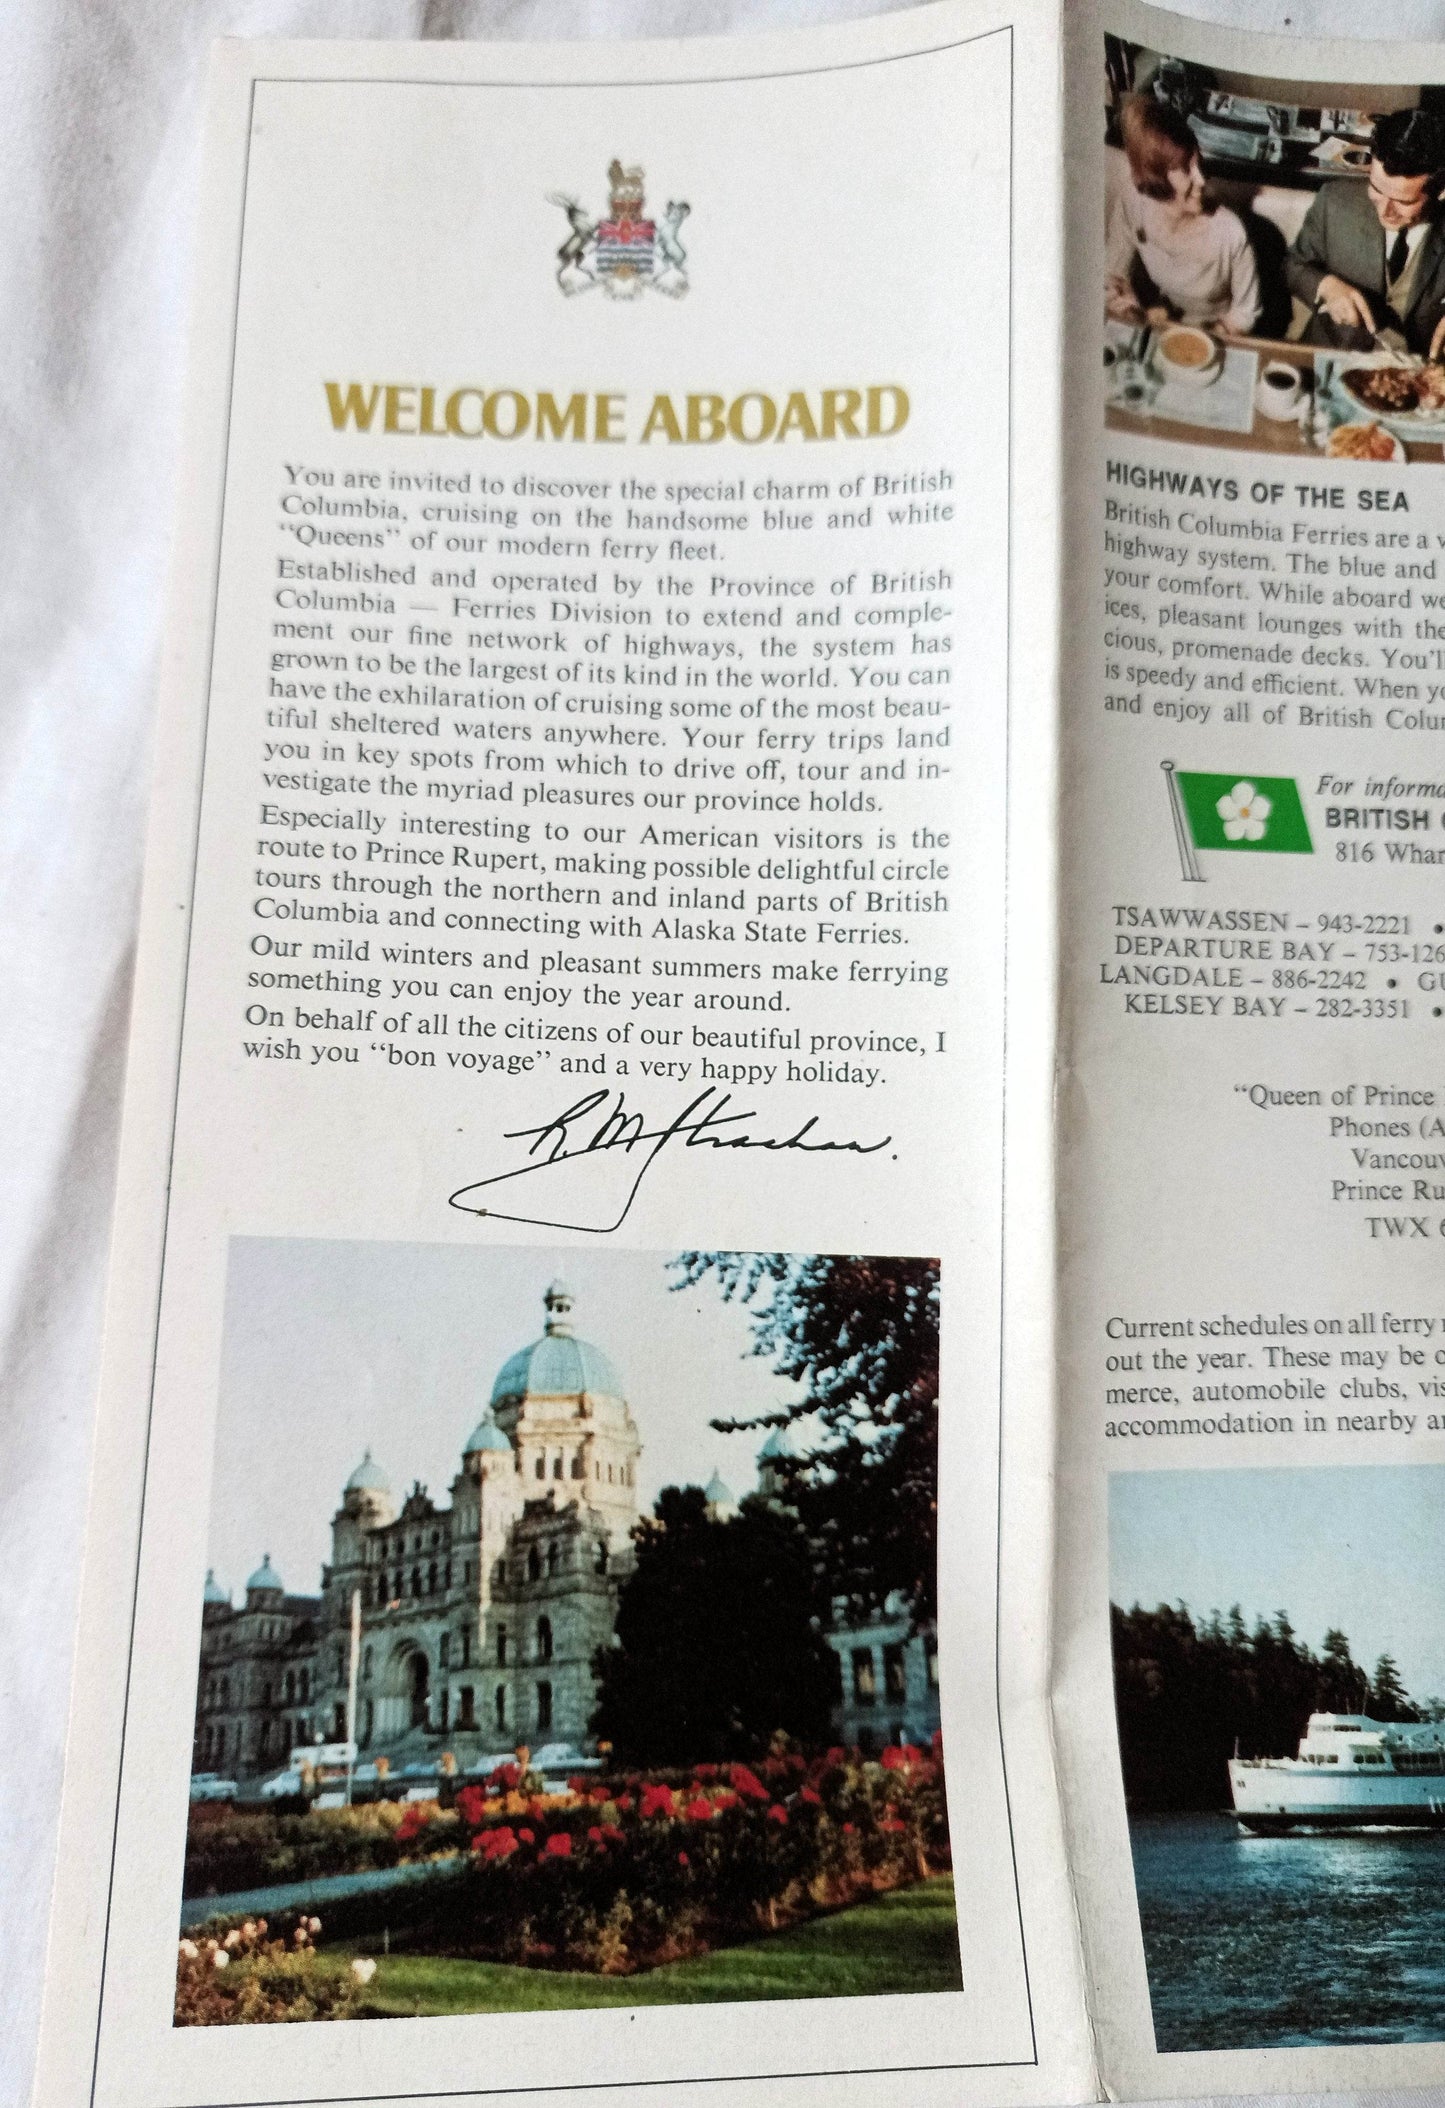 WELCOME ABOARD
You are invited to discover the special charm of British
Columbia, cruising on the handsome blue and white
“Queens” of our modern ferry fleet.
Established and operated by the Province of British
Columbia — Ferries Division to extend and comple-
ment our fine network of highways, the system has
grown to be the largest of its kind in the world. You can
have the exhilaration of cruising some of the most beau-
tiful sheltered waters anywhere. Your ferry trips land
you in key spots from which to drive off, tour and in-
vestigate the myriad pleasures our province holds.
Especially interesting to our American visitors is the
route to Prince Rupert, making possible delightful circle
tours through the northern and inland parts of British
Columbia and connecting with Alaska State Ferries.
Our mild winters and pleasant summers make ferrying
something you can enjoy the year around.
On behalf of all the citizens of our beautiful province, I
wish you “bon voyage” and a very happy holiday.
R. M. Strachan.
HIGHWAYS OF THE SEA
British Columbia Ferries are a
highway system. The blue and
your comfort. While aboard
ices, pleasant lounges with the
cious, promenade decks. You'll
is speedy and efficient. When
and enjoy all of British
For
BRITISH
816
TSAWWASSEN – 943-2221 •
DEPARTURE BAY – 753-126
LANGDALE – 886-2242 •
KELSEY BAY – 282-3351 •
“Queen of Prince
Phones (A
Vancouv
Prince Ru
TWX 6
Current schedules on all ferry
out the year. These may be
merce, automobile clubs,
accommodation in nearby